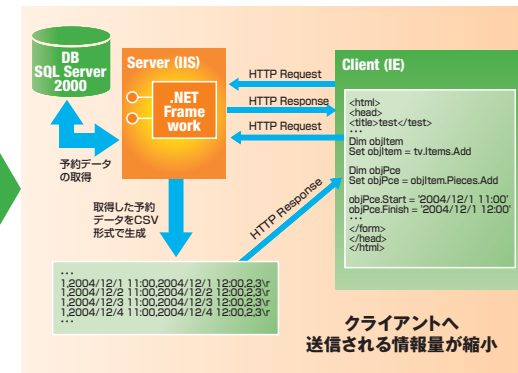 DB
SQL Server
2000
Server (IIS)
.NET
Frame
work
予約データ
の取得
取得した予約
データをCSV
形式で生成
HTTP Request
HTTP Response
HTTP Request
HTTP Response
Client (IE)
<html>
<head>
<title>test</test>
…
Dim objItem
Set objItem = tv.Items.Add
Dim objPce
Set objPce = objItem.Pieces.Add
objPce.Start = '2004/12/1 11:00'
objPce.Finish = '2004/12/1 12:00'
…
</form>
</head>
</html>
…
1,2004/12/1 11:00,2004/12/1 12:00,2,3\r
1,2004/12/2 11:00,2004/12/2 12:00,2,3\r
1,2004/12/3 11:00,2004/12/3 12:00,2,3\r
1,2004/12/4 11:00,2004/12/4 12:00,2,3\r
…
クライアントへ
送信される情報量が縮小